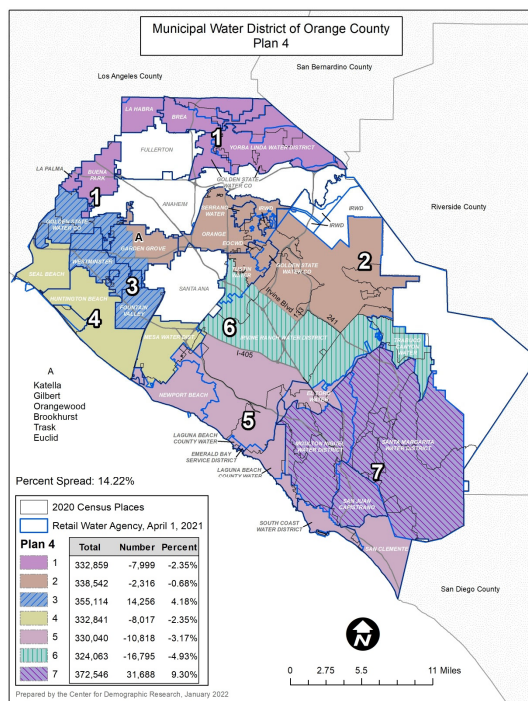 Municipal Water District of Orange County
Plan 4
San Bernardino County
Los Angeles County
LA HABRA
BREA
1
FULLERTON
YORBA LINDA WATER DISTRICT
LA PALMA
BUENA
PARK
GOLDEN STATE
WATER CO
1
ANAHEIM
SERRANO
WATER
IRWD
IRWD
IRWD
Riverside County
GOLDEN STATE
WATER CO
A
GARDEN GROVE
ORANGE
EOCWD
WESTMINSTER
GOLDEN STATE
WATER CO
2
SEAL BEACH
3
SANTA ANA
TUSTIN
WATER
HUNTINGTON BEACH
4
FOUNTAIN
VALLEY
6
Irvine Blvd
133
241
MESA WATER DIST
IRVINE RANCH WATER DISTRICT
TRABUCO
CANYON
WATER
I-405
A
Katella
Gilbert
Orangewood
Brookhurst
Trask
Euclid
NEWPORT BEACH
5
EL TORO
WATER
LAGUNA BEACH
COUNTY WATER
MOULTON NIGUEL
WATER DISTRICT
SANTA MARGARITA
WATER DISTRICT
EMERALD BAY
SERVICE DISTRICT
7
LAGUNA BEACH
COUNTY WATER
SAN JUAN
CAPISTRANO
SOUTH COAST
WATER DISTRICT
SAN CLEMENTE
San Diego County
Percent Spread: 14.22%
2020 Census Places
Retail Water Agency, April 1, 2021
Plan 4 Total Number Percent
1 332,859 -7,999 -2.35%
2 338,542 -2,316 -0.68%
3 355,114 14,256 4.18%
4 332,841 -8,017 -2.35%
5 330,040 -10,818 -3.17%
6 324,063 -16,795 -4.93%
7 372,546 31,688 9.30%
N
0 2.75 5.5 11 Miles
Prepared by the Center for Demographic Research, January 2022